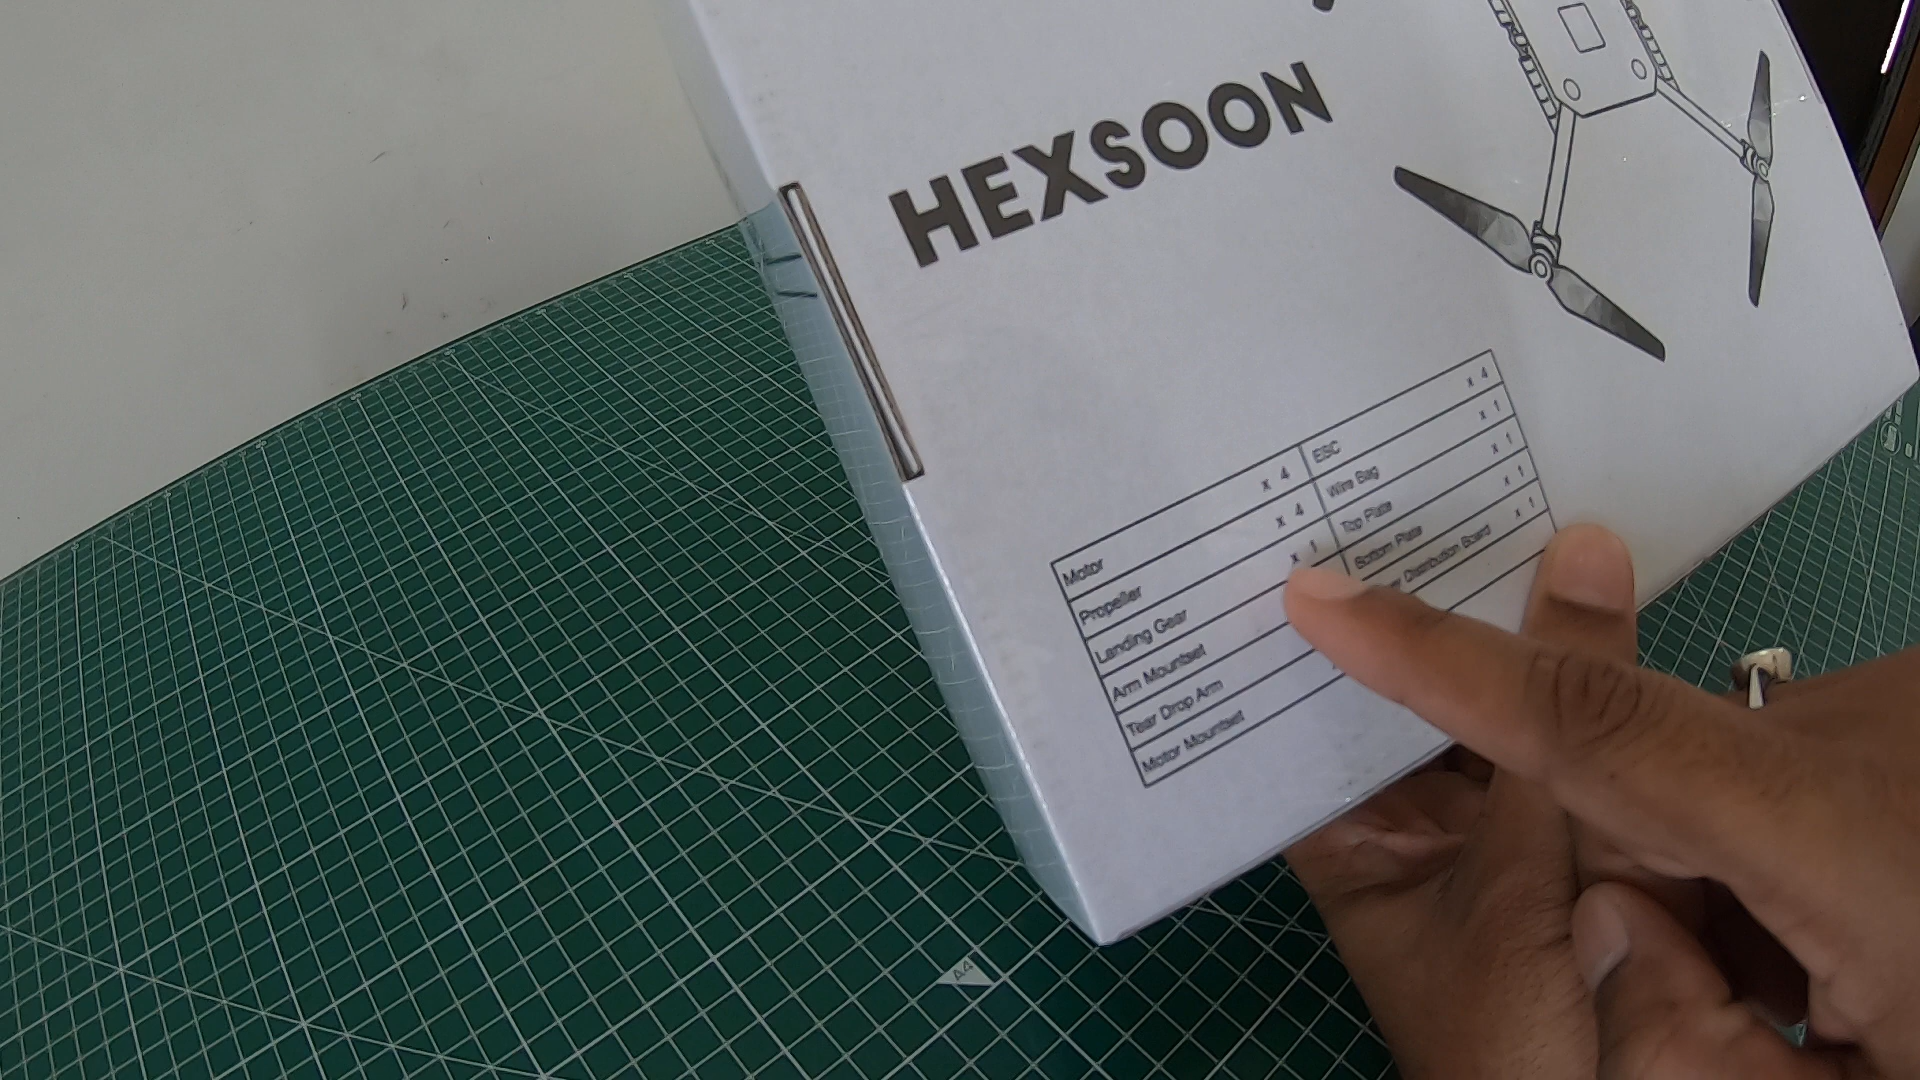 HEXSOON
Motor x 4 ESC x 4
Propeller x 4 Wire Bag x 1
Landing Gear x 1 Top Plate x 1
Arm Mountset Bottom Plate x 1
Tear Drop Arm Distribution Board x 1
Motor Mountset
A4